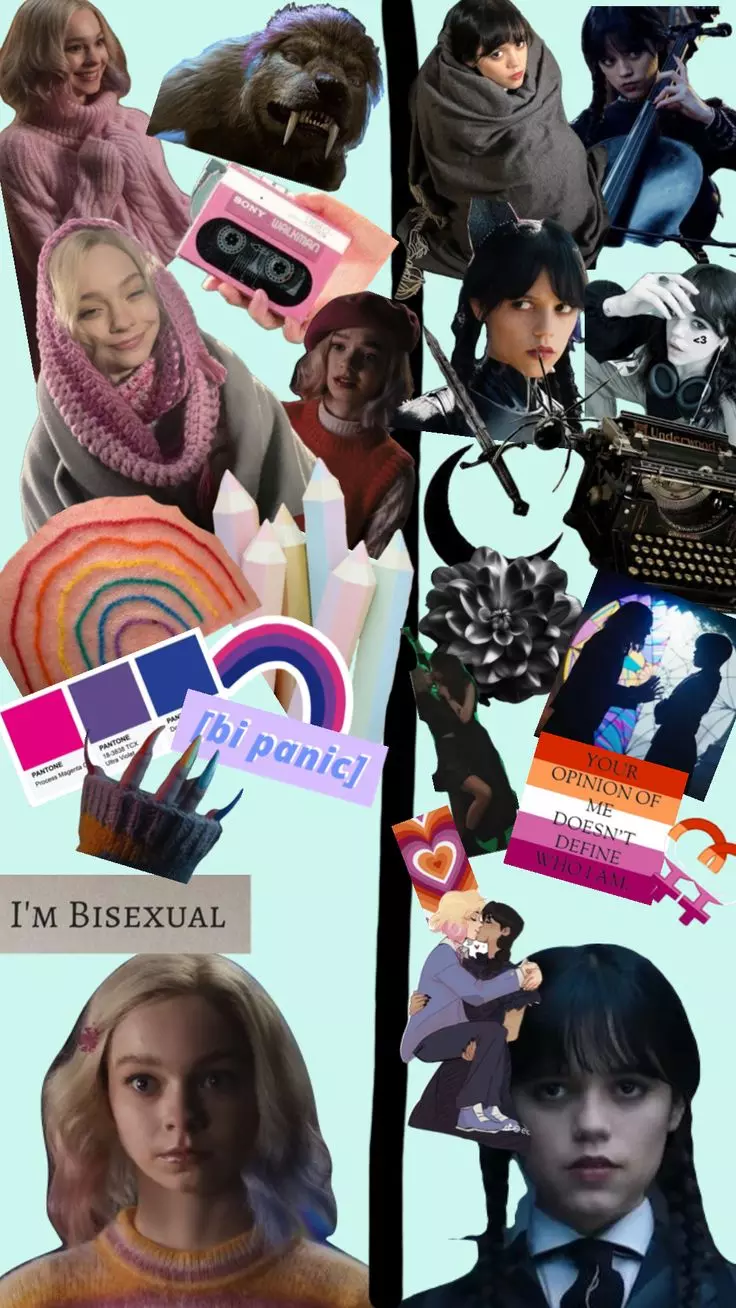 SONY
WALKMAN
<3
Underwood
PANTONE
Process Magenta C
PANTONE
18-3838 TCX
Ultra Violet
PAN
[bi panic]
YOUR
OPINION OF
ME
DOESN'T
DEFINE
WHO I AM.
I'M BISEXUAL